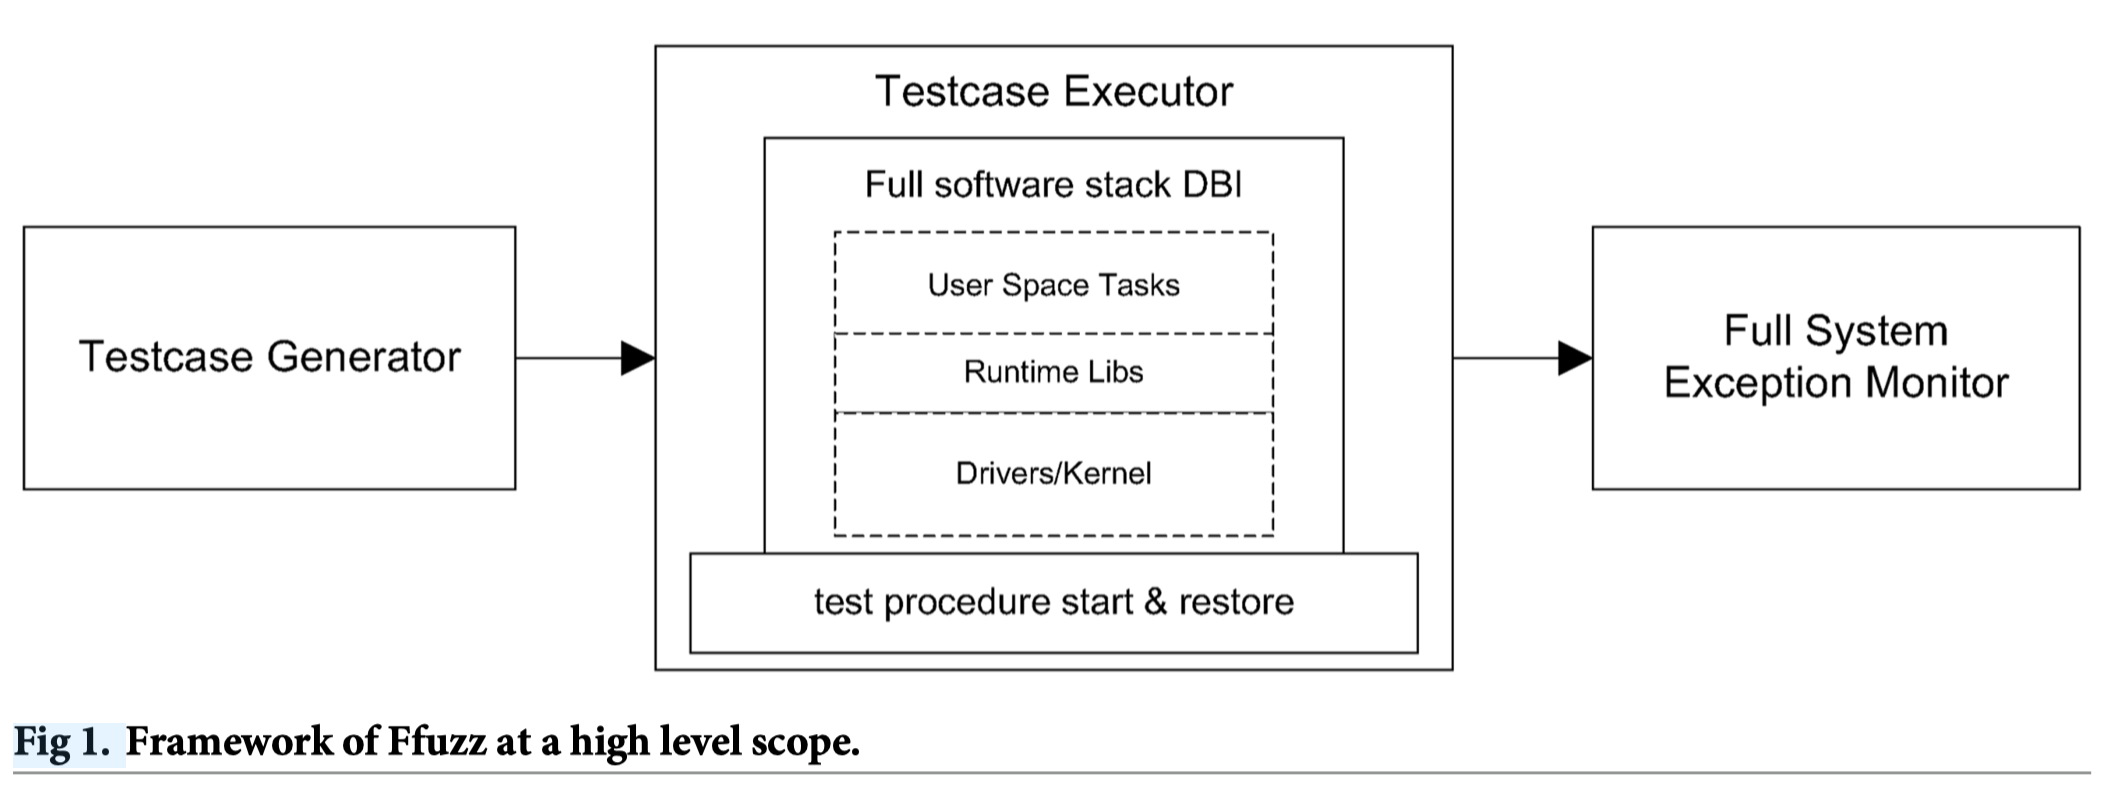 Testcase Executor
Full software stack DBI
User Space Tasks
Testcase Generator
Runtime Libs
Full System
Exception Monitor
Drivers/Kernel
test procedure start & restore
Fig 1. Framework of Ffuzz at a high level scope.